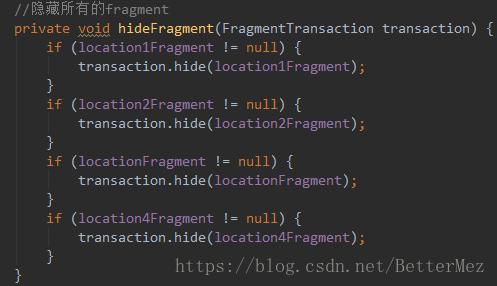 //隐藏所有的fragment
private void hideFragment(FragmentTransaction transaction) {
    if (location1Fragment != null) {
        transaction.hide(location1Fragment);
    }
    if (location2Fragment != null) {
        transaction.hide(location2Fragment);
    }
    if (locationFragment != null) {
        transaction.hide(locationFragment);
    }
    if (location4Fragment != null) {
        transaction.hide(location4Fragment);
    }
}
https://blog.csdn.net/BetterMez